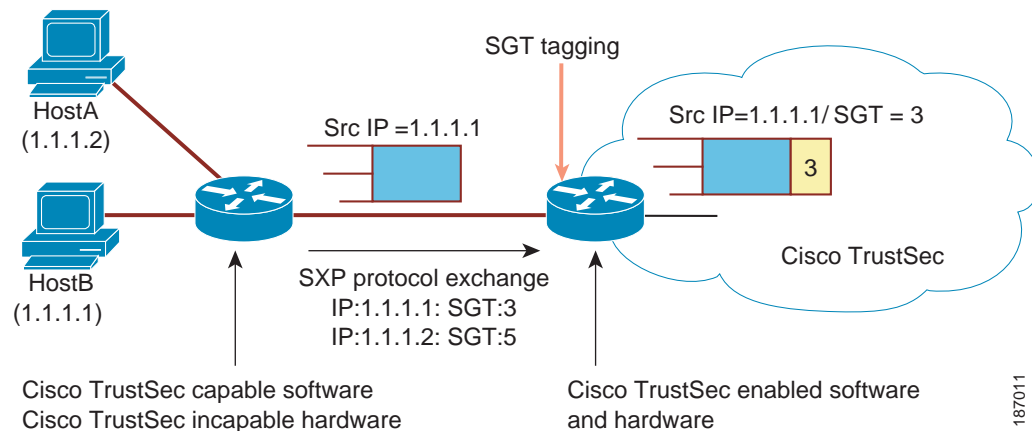 SGT tagging
HostA
(1.1.1.2)
Src IP =1.1.1.1
Src IP=1.1.1.1/ SGT = 3
3
HostB
(1.1.1.1)
SXP protocol exchange
IP:1.1.1.1: SGT:3
IP:1.1.1.2: SGT:5
Cisco TrustSec
Cisco TrustSec capable software
Cisco TrustSec incapable hardware
Cisco TrustSec enabled software
and hardware
187011